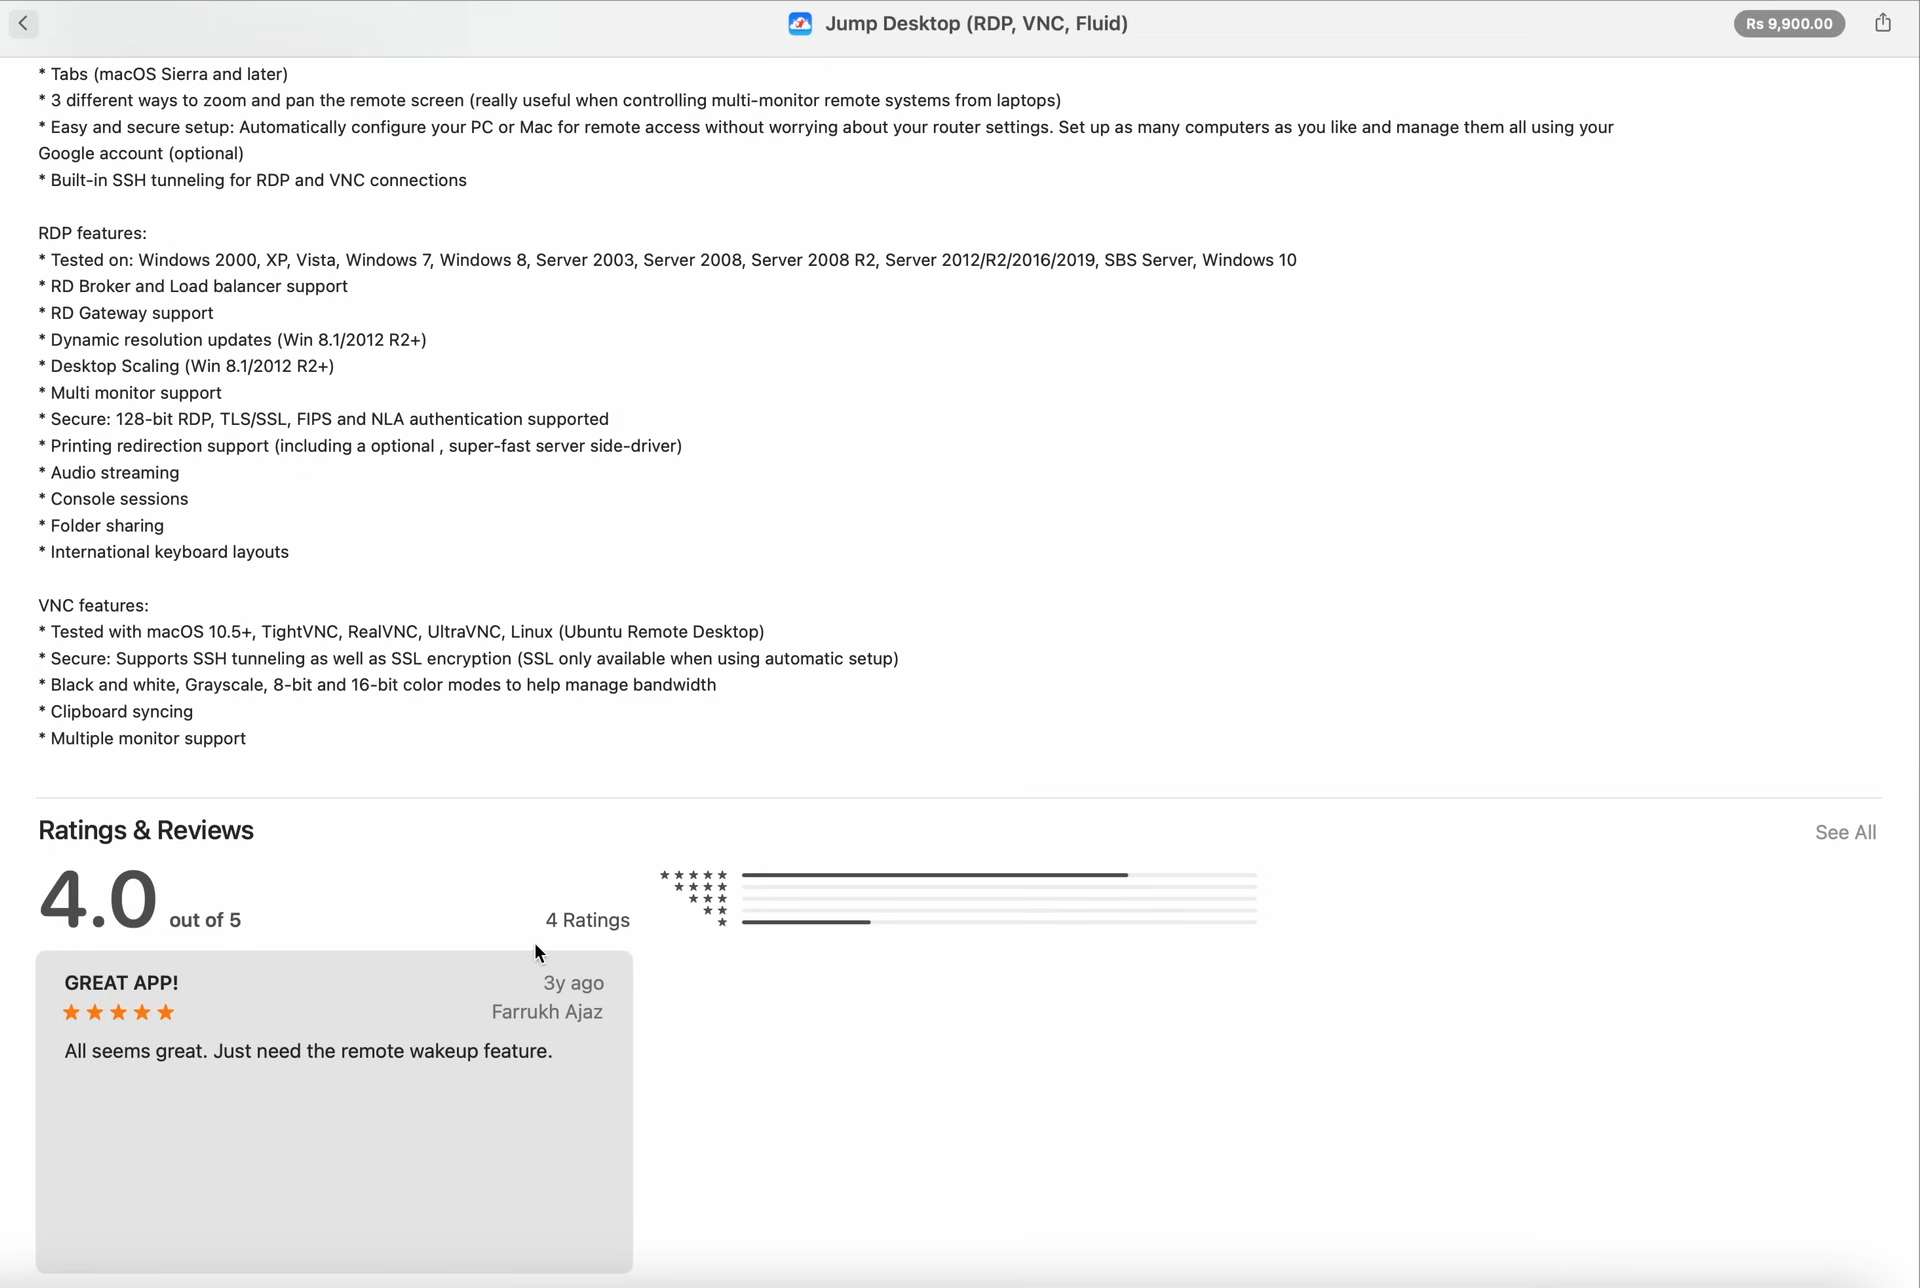 Jump Desktop (RDP, VNC, Fluid)
Rs 9,900.00
* Tabs (macOS Sierra and later)
* 3 different ways to zoom and pan the remote screen (really useful when controlling multi-monitor remote systems from laptops)
* Easy and secure setup: Automatically configure your PC or Mac for remote access without worrying about your router settings. Set up as many computers as you like and manage them all using your
Google account (optional)
* Built-in SSH tunneling for RDP and VNC connections
RDP features:
* Tested on: Windows 2000, XP, Vista, Windows 7, Windows 8, Server 2003, Server 2008, Server 2008 R2, Server 2012/R2/2016/2019, SBS Server, Windows 10
* RD Broker and Load balancer support
* RD Gateway support
* Dynamic resolution updates (Win 8.1/2012 R2+)
* Desktop Scaling (Win 8.1/2012 R2+)
* Multi monitor support
* Secure: 128-bit RDP, TLS/SSL, FIPS and NLA authentication supported
* Printing redirection support (including a optional , super-fast server side-driver)
* Audio streaming
* Console sessions
* Folder sharing
* International keyboard layouts
VNC features:
* Tested with macOS 10.5+, TightVNC, RealVNC, UltraVNC, Linux (Ubuntu Remote Desktop)
* Secure: Supports SSH tunneling as well as SSL encryption (SSL only available when using automatic setup)
* Black and white, Grayscale, 8-bit and 16-bit color modes to help manage bandwidth
* Clipboard syncing
* Multiple monitor support
Ratings & Reviews
See All
4.0 out of 5
4 Ratings
GREAT APP!
3y ago
Farrukh Ajaz
All seems great. Just need the remote wakeup feature.